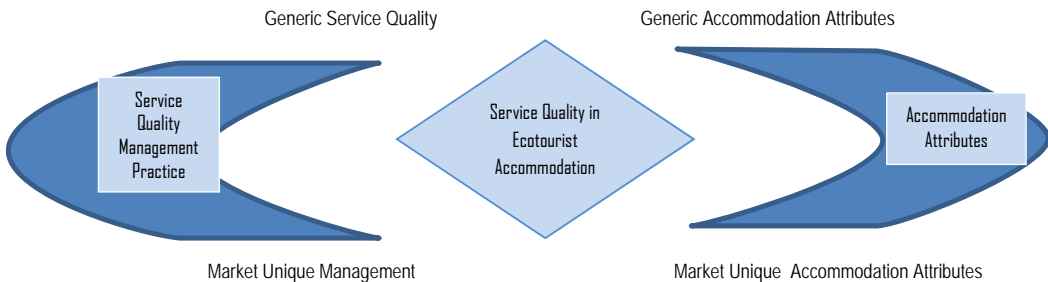 Generic Service Quality
Generic Accommodation Attributes
Service
Quality
Management
Practice
Service Quality in
Ecotourist
Accommodation
Accommodation
Attributes
Market Unique Management
Market Unique Accommodation Attributes